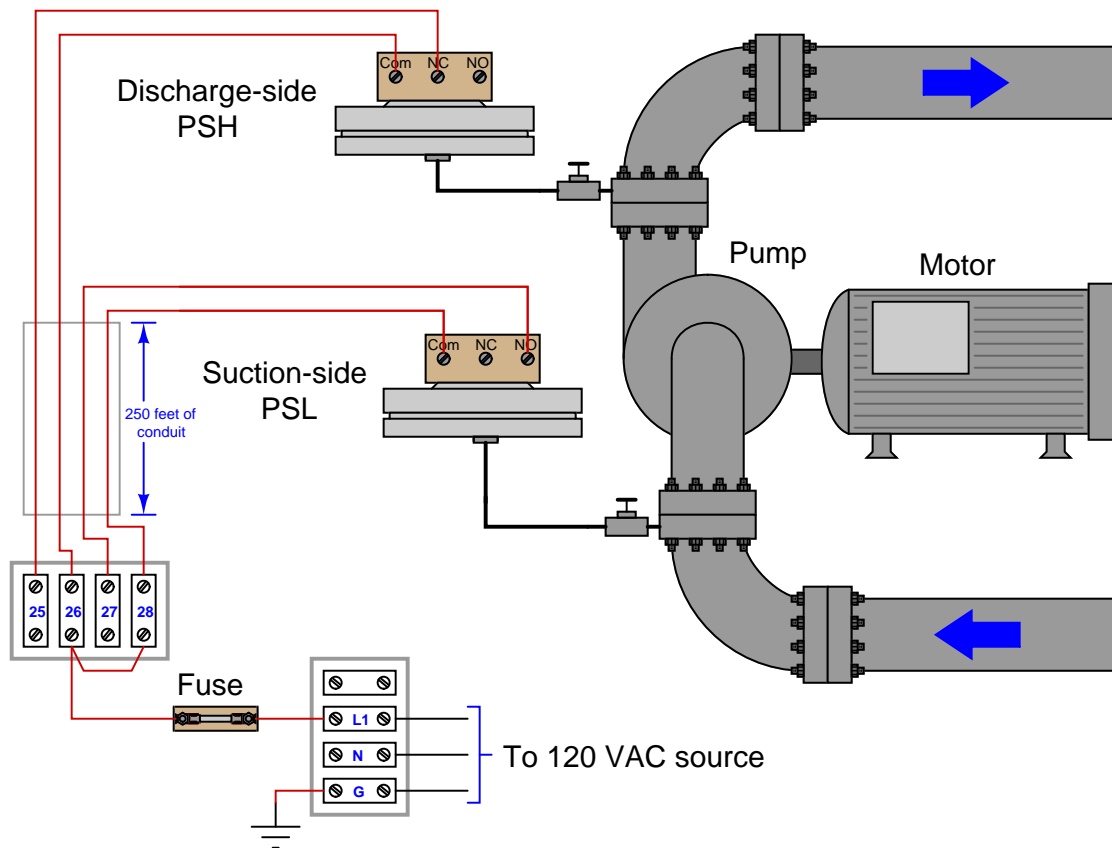 Com NC NO
Discharge-side
PSH
Pump
Motor
Com NC NO
Suction-side
PSL
250 feet of
conduit
25 26 27 28
Fuse
L1
N
G
To 120 VAC source